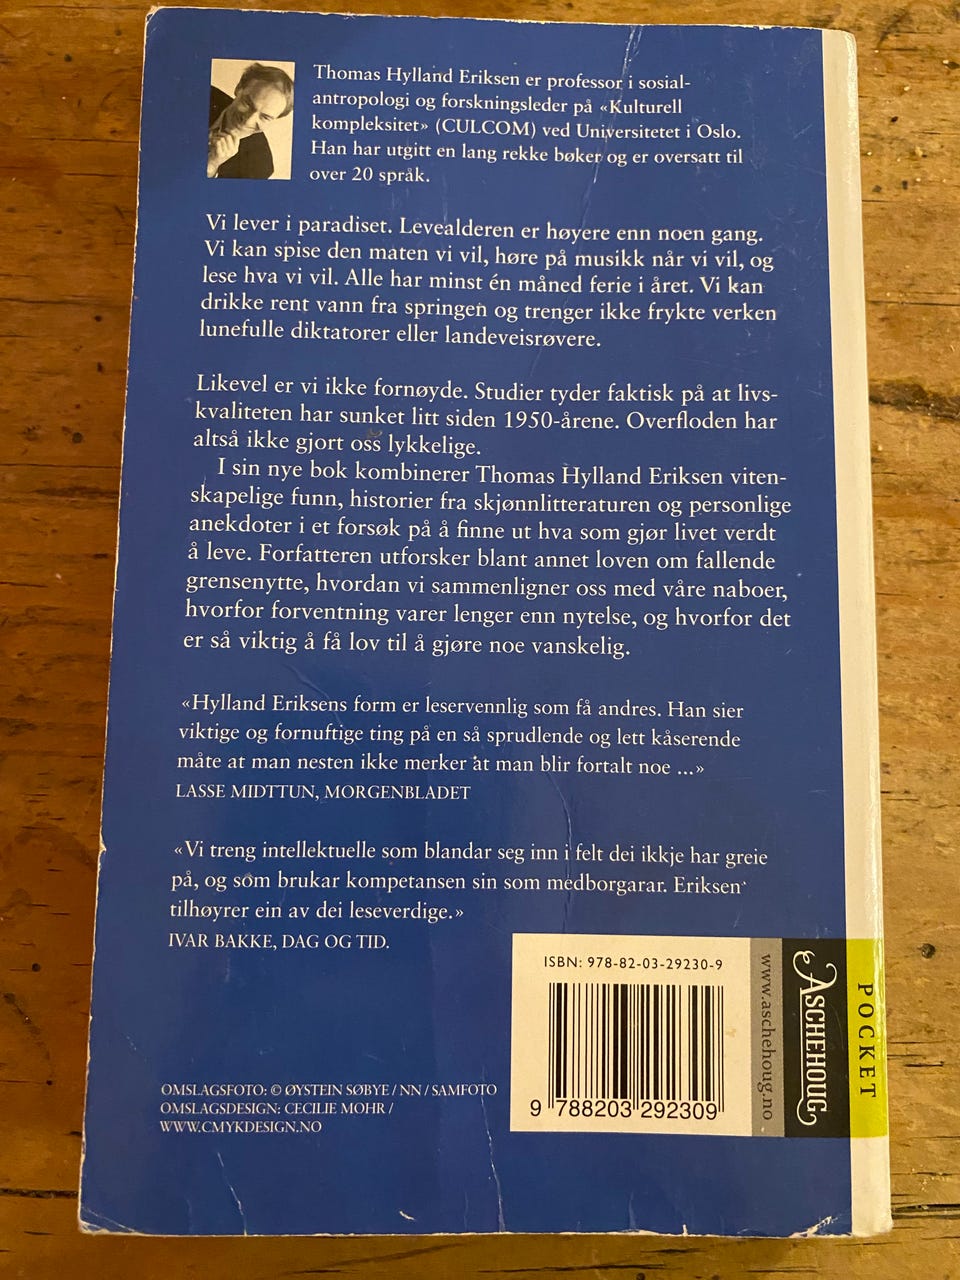 Thomas Hylland Eriksen er professor i sosial-
antropologi og forskningsleder på «Kulturell
kompleksitet» (CULCOM) ved Universitetet i Oslo.
Han har utgitt en lang rekke bøker og er oversatt til
over 20 språk.
Vi lever i paradiset. Levealderen er høyere enn noen gang.
Vi kan spise den maten vi vil, høre på musikk når vi vil, og
lese hva vi vil. Alle har minst én måned ferie i året. Vi kan
drikke rent vann fra springen og trenger ikke frykte verken
lunefulle diktatorer eller landeveisrøvere.
Likevel er vi ikke fornøyde. Studier tyder faktisk på at livs-
kvaliteten har sunket litt siden 1950-årene. Overfloden har
altså ikke gjort oss lykkelige.
I sin nye bok kombinerer Thomas Hylland Eriksen viten-
skapelige funn, historier fra skjønnlitteraturen og personlige
anekdoter i et forsøk på å finne ut hva som gjør livet verdt
å leve. Forfatteren utforsker blant annet loven om fallende
grensenytte, hvordan vi sammenligner oss med våre naboer,
hvorfor forventning varer lenger enn nytelse, og hvorfor det
er så viktig å få lov til å gjøre noe vanskelig.
«Hylland Eriksens form er leservennlig som få andres. Han sier
viktige og fornuftige ting på en så sprudlende og lett kåserende
måte at man nesten ikke merker at man blir fortalt noe ...»
LASSE MIDTTUN, MORGENBLADET
«Vi treng intellektuelle som blandar seg inn i felt dei ikkje har greie
på, og som brukar kompetansen sin som medborgarar. Eriksen
tilhøyrer ein av dei leseverdige.»
IVAR BAKKE, DAG OG TID.
OMSLAGSFOTO: © ØYSTEIN SØBYE / NN / SAMFOTO
OMSLAGSDESIGN: CECILIE MOHR /
WWW.CMYKDESIGN.NO
ISBN: 978-82-03-29230-9
9 788203 292309
www.aschehoug.no
ASCHEHOUG
POCKET